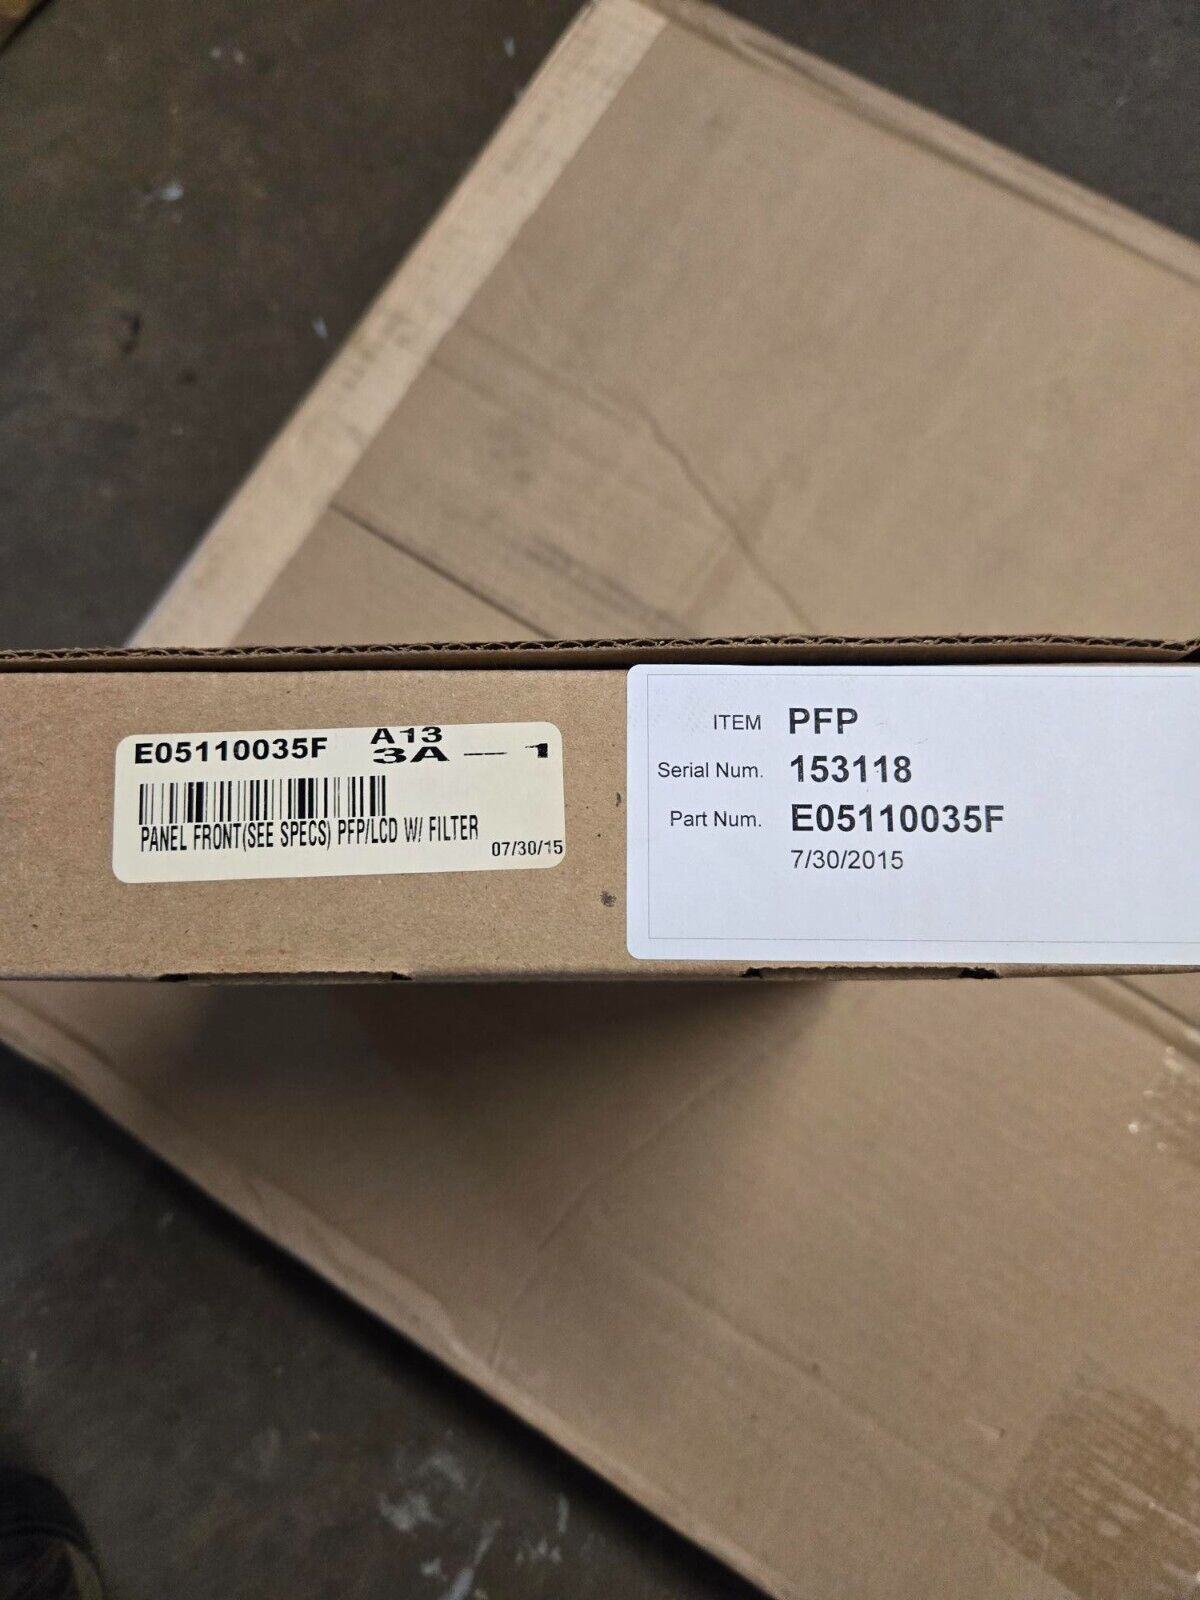 E05110035F A13
3A — 1
PANEL FRONT(SEE SPECS) PFP/LCD W/ FILTER
07/30/15
ITEM PFP
Serial Num. 153118
Part Num. E05110035F
7/30/2015